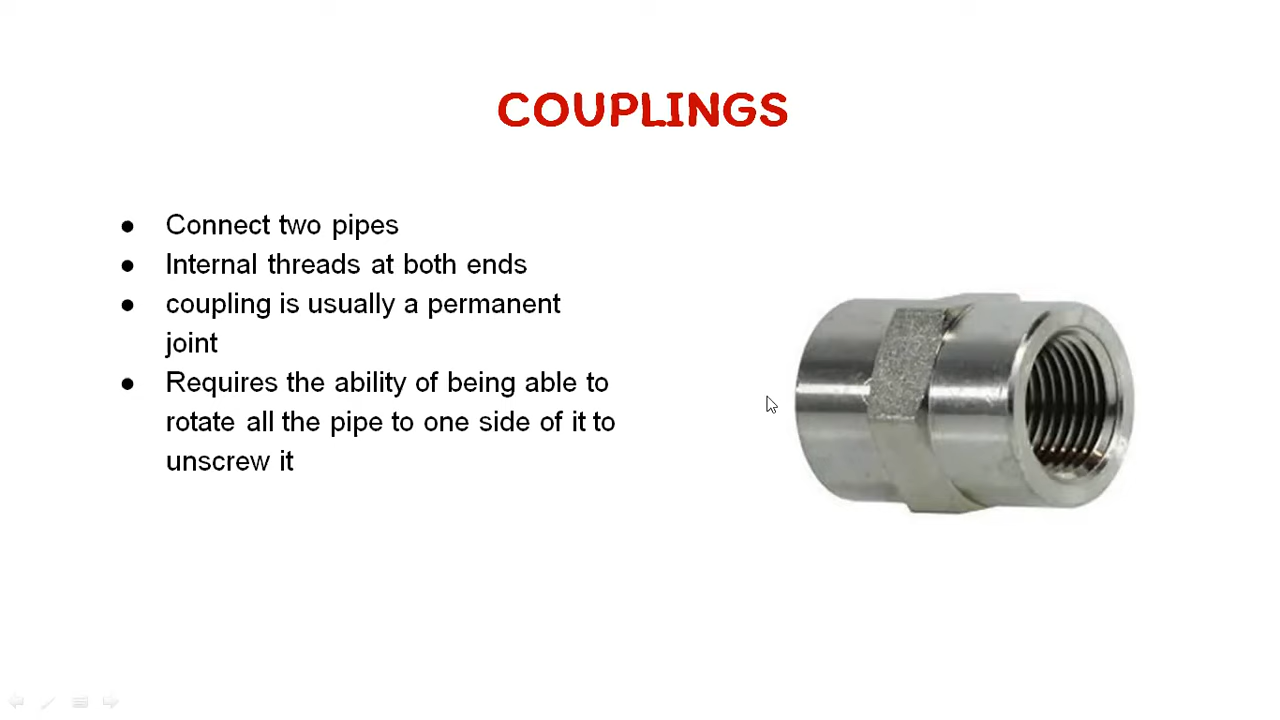 COUPLINGS
● Connect two pipes
● Internal threads at both ends
● coupling is usually a permanent
joint
● Requires the ability of being able to
rotate all the pipe to one side of it to
unscrew it